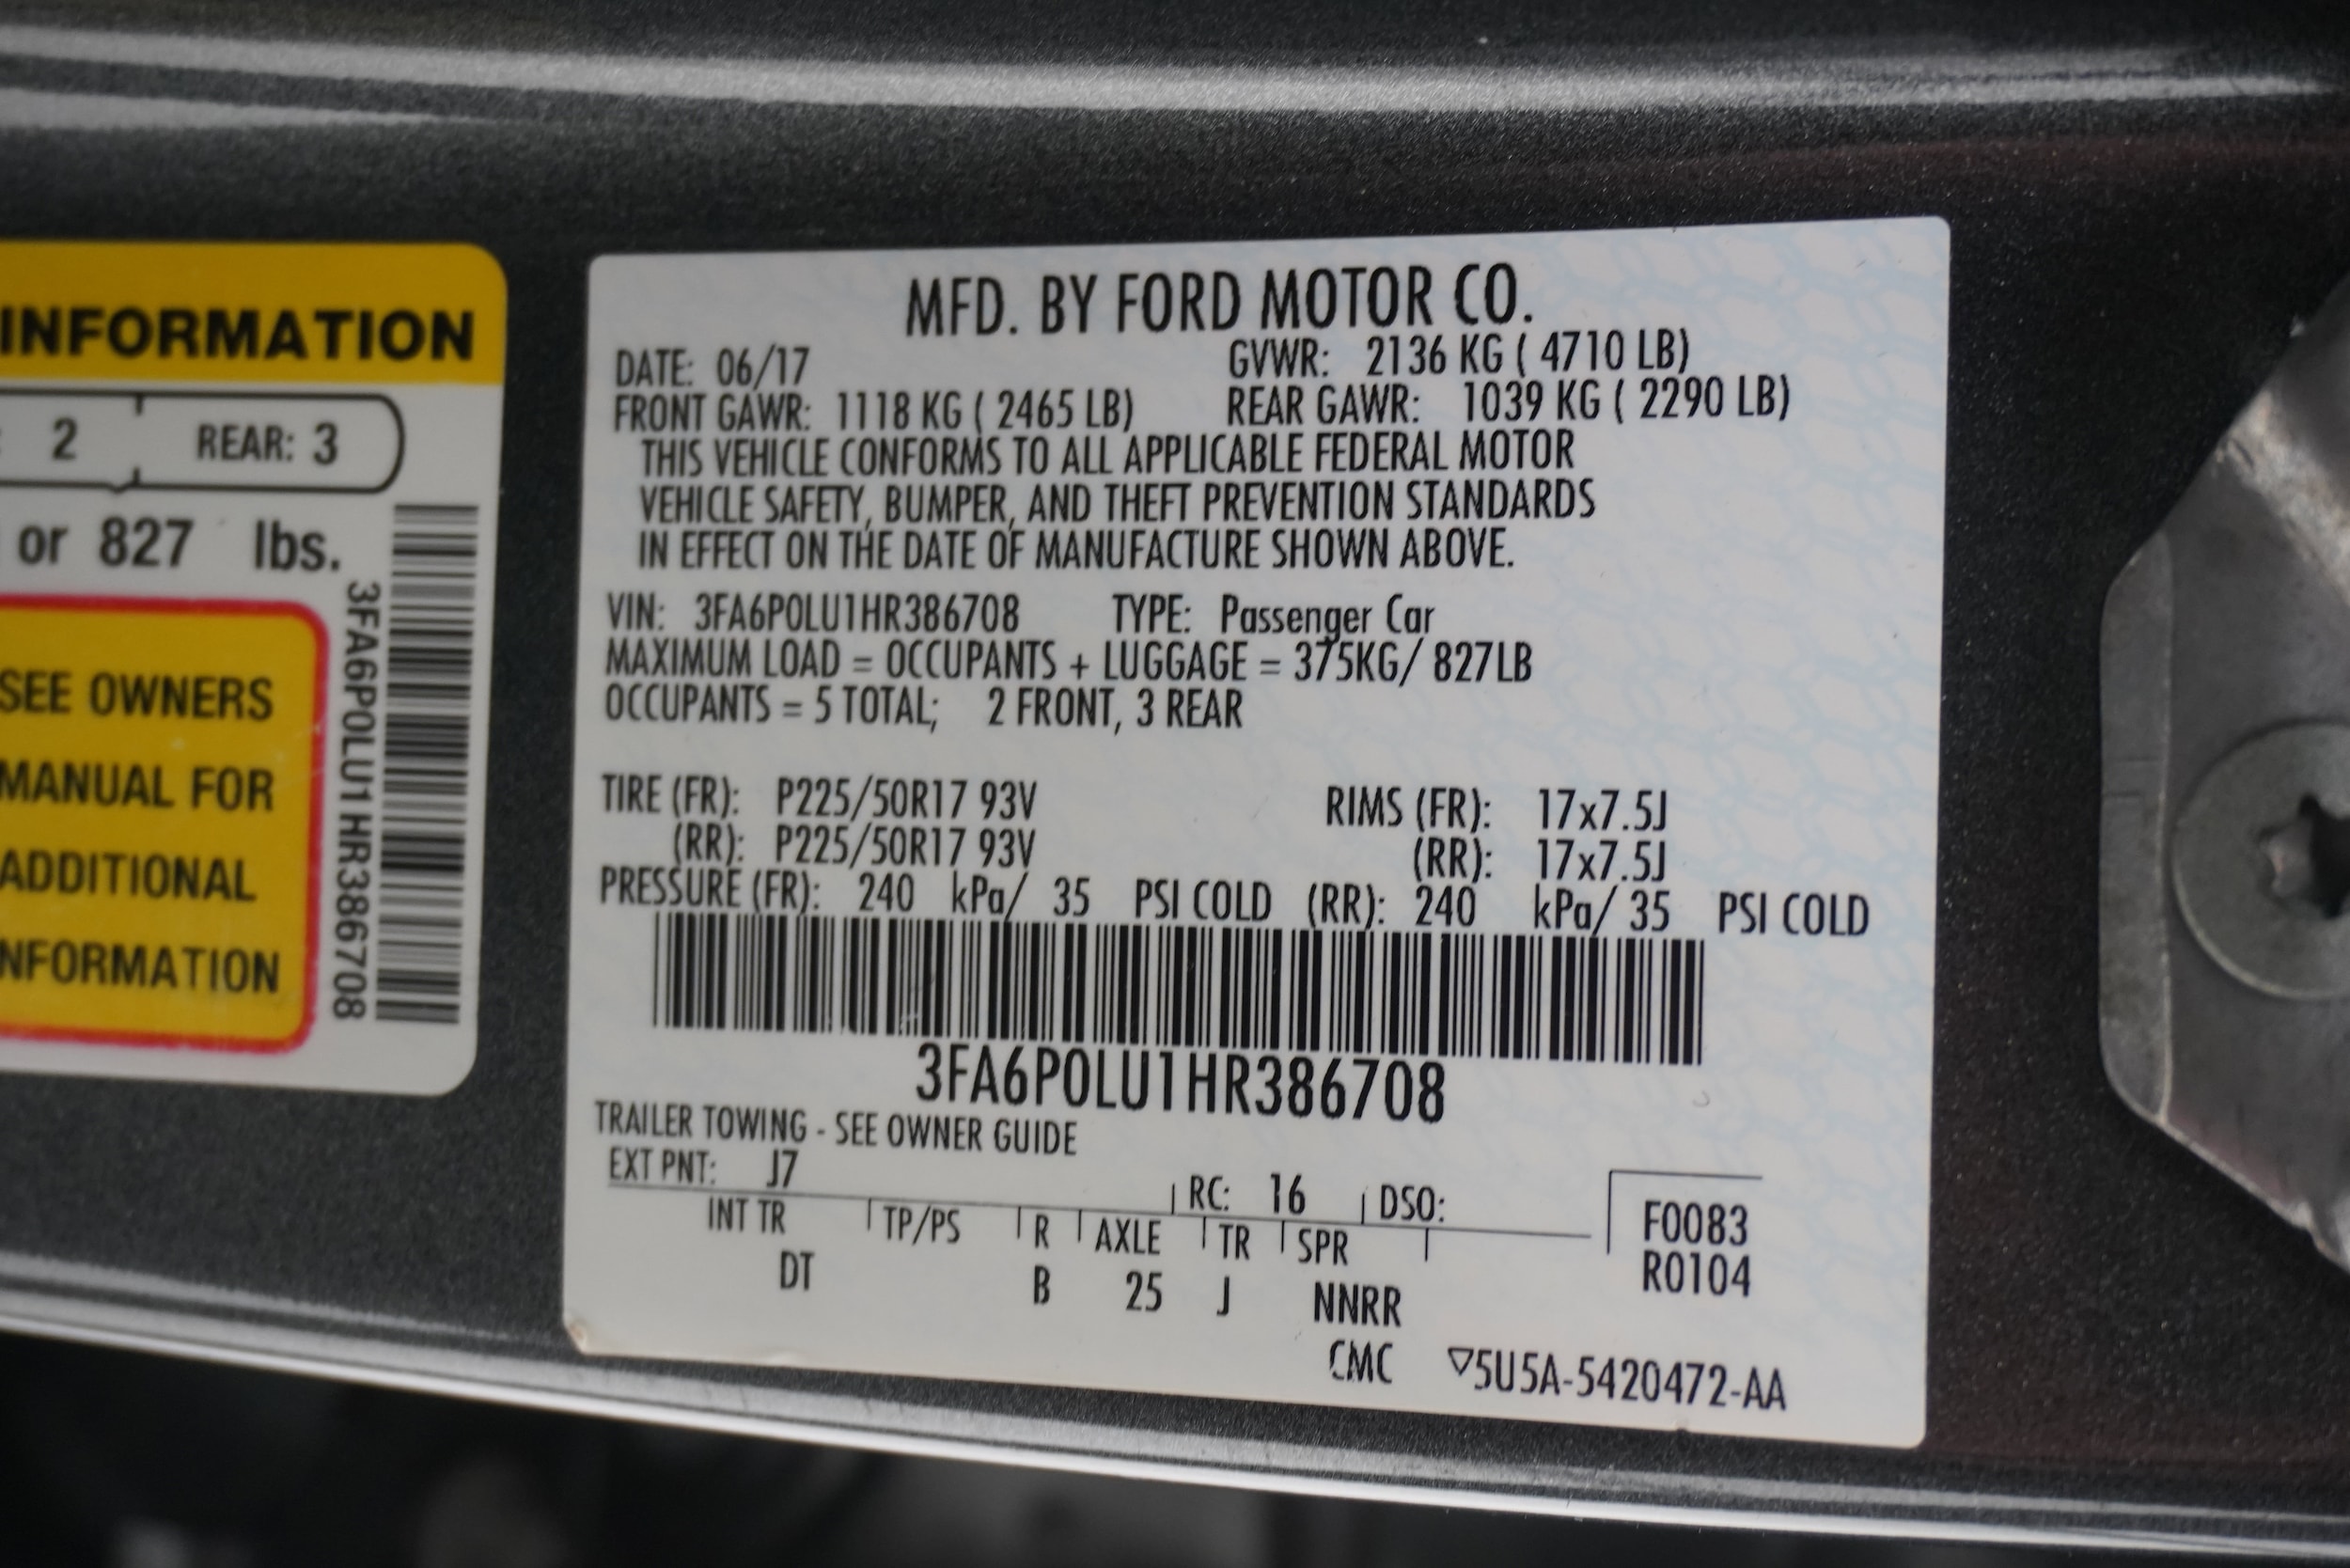 INFORMATION
2 REAR: 3
or 827 lbs.
3FA6P0LU1HR386708
SEE OWNERS
MANUAL FOR
ADDITIONAL
NFORMATION
MFD. BY FORD MOTOR CO.
DATE: 06/17 GVWR: 2136 KG ( 4710 LB)
FRONT GAWR: 1118 KG ( 2465 LB) REAR GAWR: 1039 KG ( 2290 LB)
THIS VEHICLE CONFORMS TO ALL APPLICABLE FEDERAL MOTOR
VEHICLE SAFETY, BUMPER, AND THEFT PREVENTION STANDARDS
IN EFFECT ON THE DATE OF MANUFACTURE SHOWN ABOVE.
VIN: 3FA6P0LU1HR386708 TYPE: Passenger Car
MAXIMUM LOAD = OCCUPANTS + LUGGAGE = 375KG/ 827LB
OCCUPANTS = 5 TOTAL; 2 FRONT, 3 REAR
TIRE (FR): P225/50R17 93V RIMS (FR): 17x7.5J
(RR): P225/50R17 93V (RR): 17x7.5J
PRESSURE (FR): 240 kPa/ 35 PSI COLD (RR): 240 kPa/ 35 PSI COLD
3FA6P0LU1HR386708
TRAILER TOWING - SEE OWNER GUIDE
EXT PNT: J7 RC: 16 DSO: F0083
INT TR TP/PS R AXLE TR SPR R0104
DT B 25 J NNRR
CMC ▽5U5A-5420472-AA